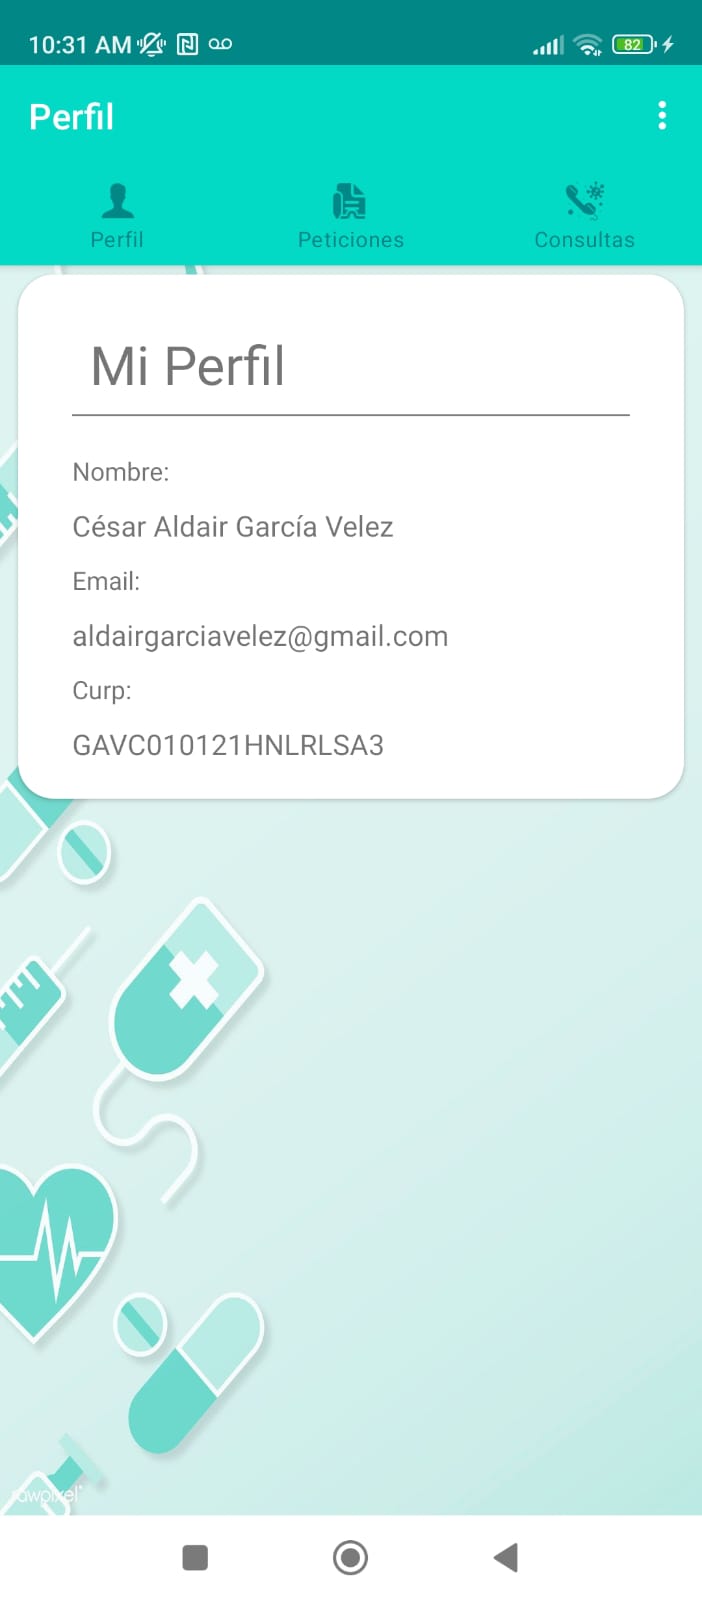 10:31 AM
82
Perfil
Perfil
Peticiones
Consultas
Mi Perfil
Nombre:
César Aldair García Velez
Email:
aldairgarciavelez@gmail.com
Curp:
GAVC010121HNLRLSA3
rawpixel